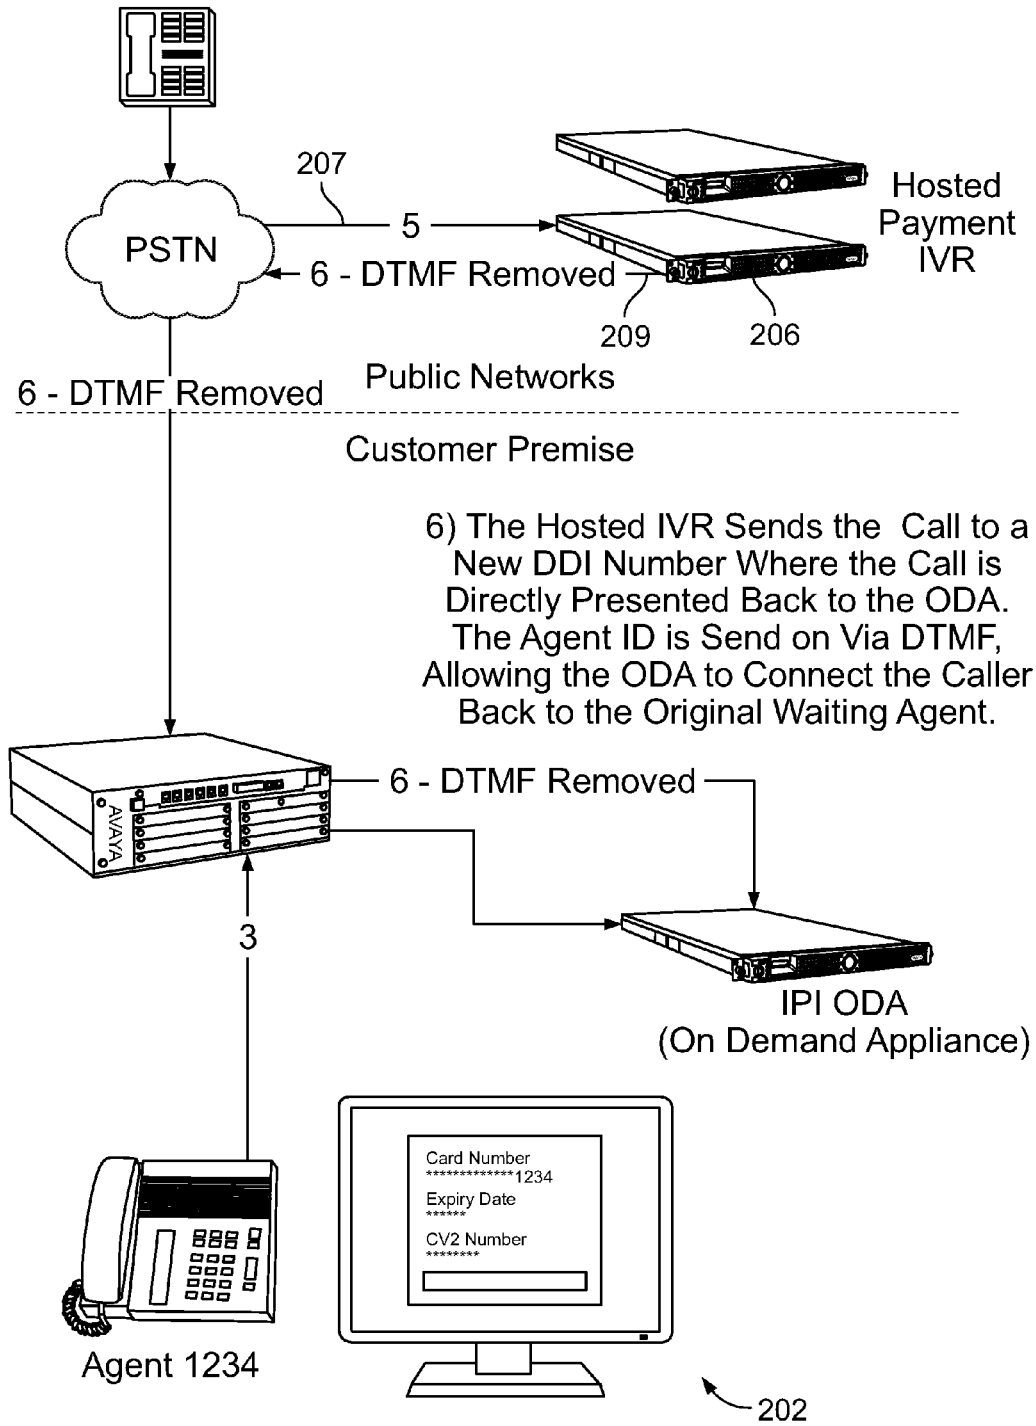 207
Hosted
Payment
IVR
PSTN
5
6 - DTMF Removed
209
206
Public Networks
6 - DTMF Removed
Customer Premise
6) The Hosted IVR Sends the Call to a
New DDI Number Where the Call is
Directly Presented Back to the ODA.
The Agent ID is Send on Via DTMF,
Allowing the ODA to Connect the Caller
Back to the Original Waiting Agent.
6 - DTMF Removed
AVAYA
3
IPI ODA
(On Demand Appliance)
Card Number
*************1234
Expiry Date
******
CV2 Number
********
Agent 1234
202